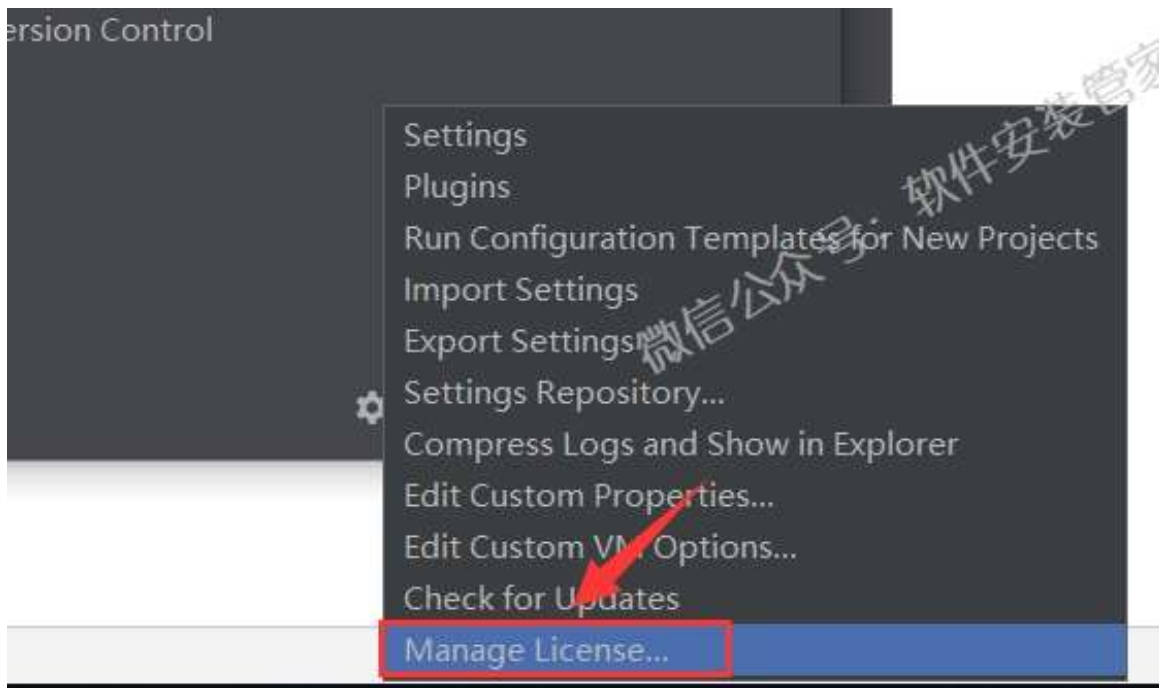 ersion Control
Settings
Plugins
Run Configuration Templates for New Projects
Import Settings
Export Settings
Settings Repository...
Compress Logs and Show in Explorer
Edit Custom Properties...
Edit Custom VM Options...
Check for Updates
Manage License...
微信公众号：软件安装管家